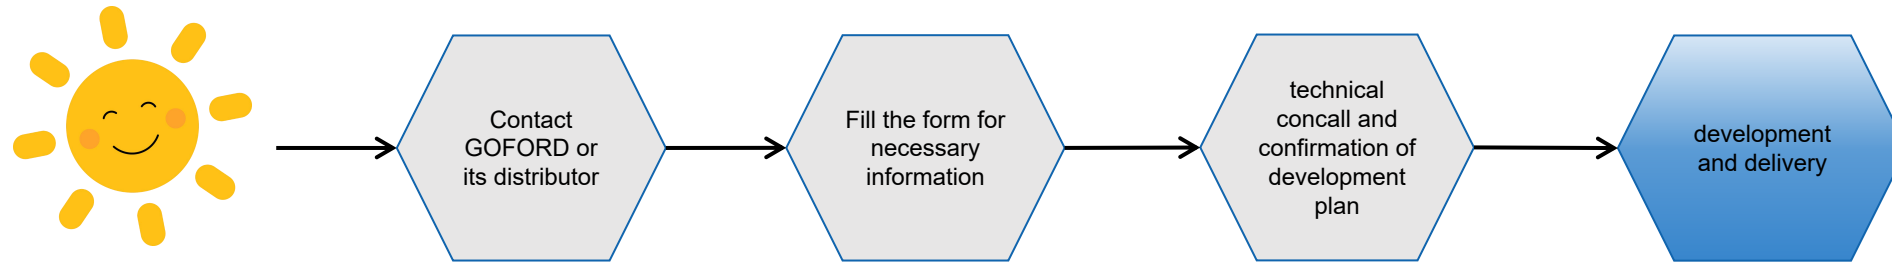 Contact
GOFORD or
its distributor
Fill the form for
necessary
information
technical
concall and
confirmation of
development
plan
development
and delivery